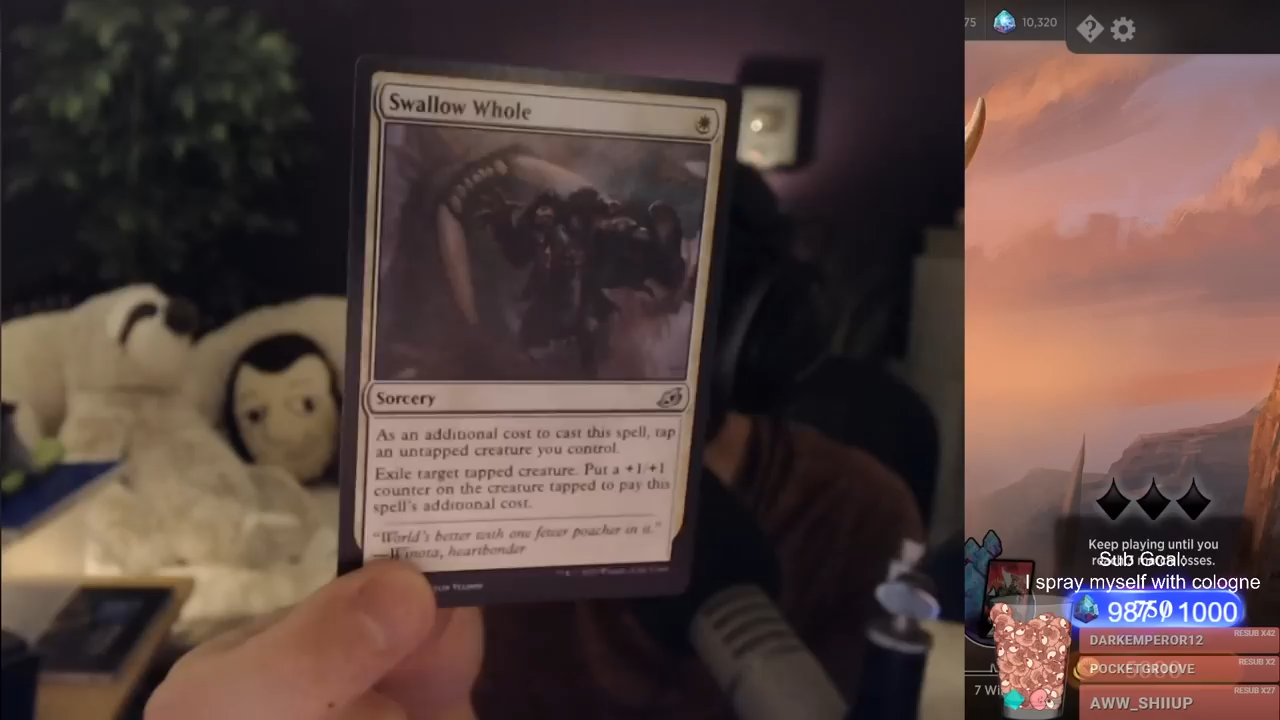 Swallow Whole
Sorcery
As an additional cost to cast this spell, tap
an untapped creature you control.
Exile target tapped creature. Put a +1/+1
counter on the creature tapped to pay this
spell's additional cost.
"World's better with one fewer poacher in it."
—Winota, heartbonder
75
10,320
?
Keep playing until you
Sub Goal:
I spray myself with cologne
/ 1000
DARKEMPEROR12
RESUB X42
POCKETGROOVE
RESUB X2
AWW_SHIIUP
RESUB X27